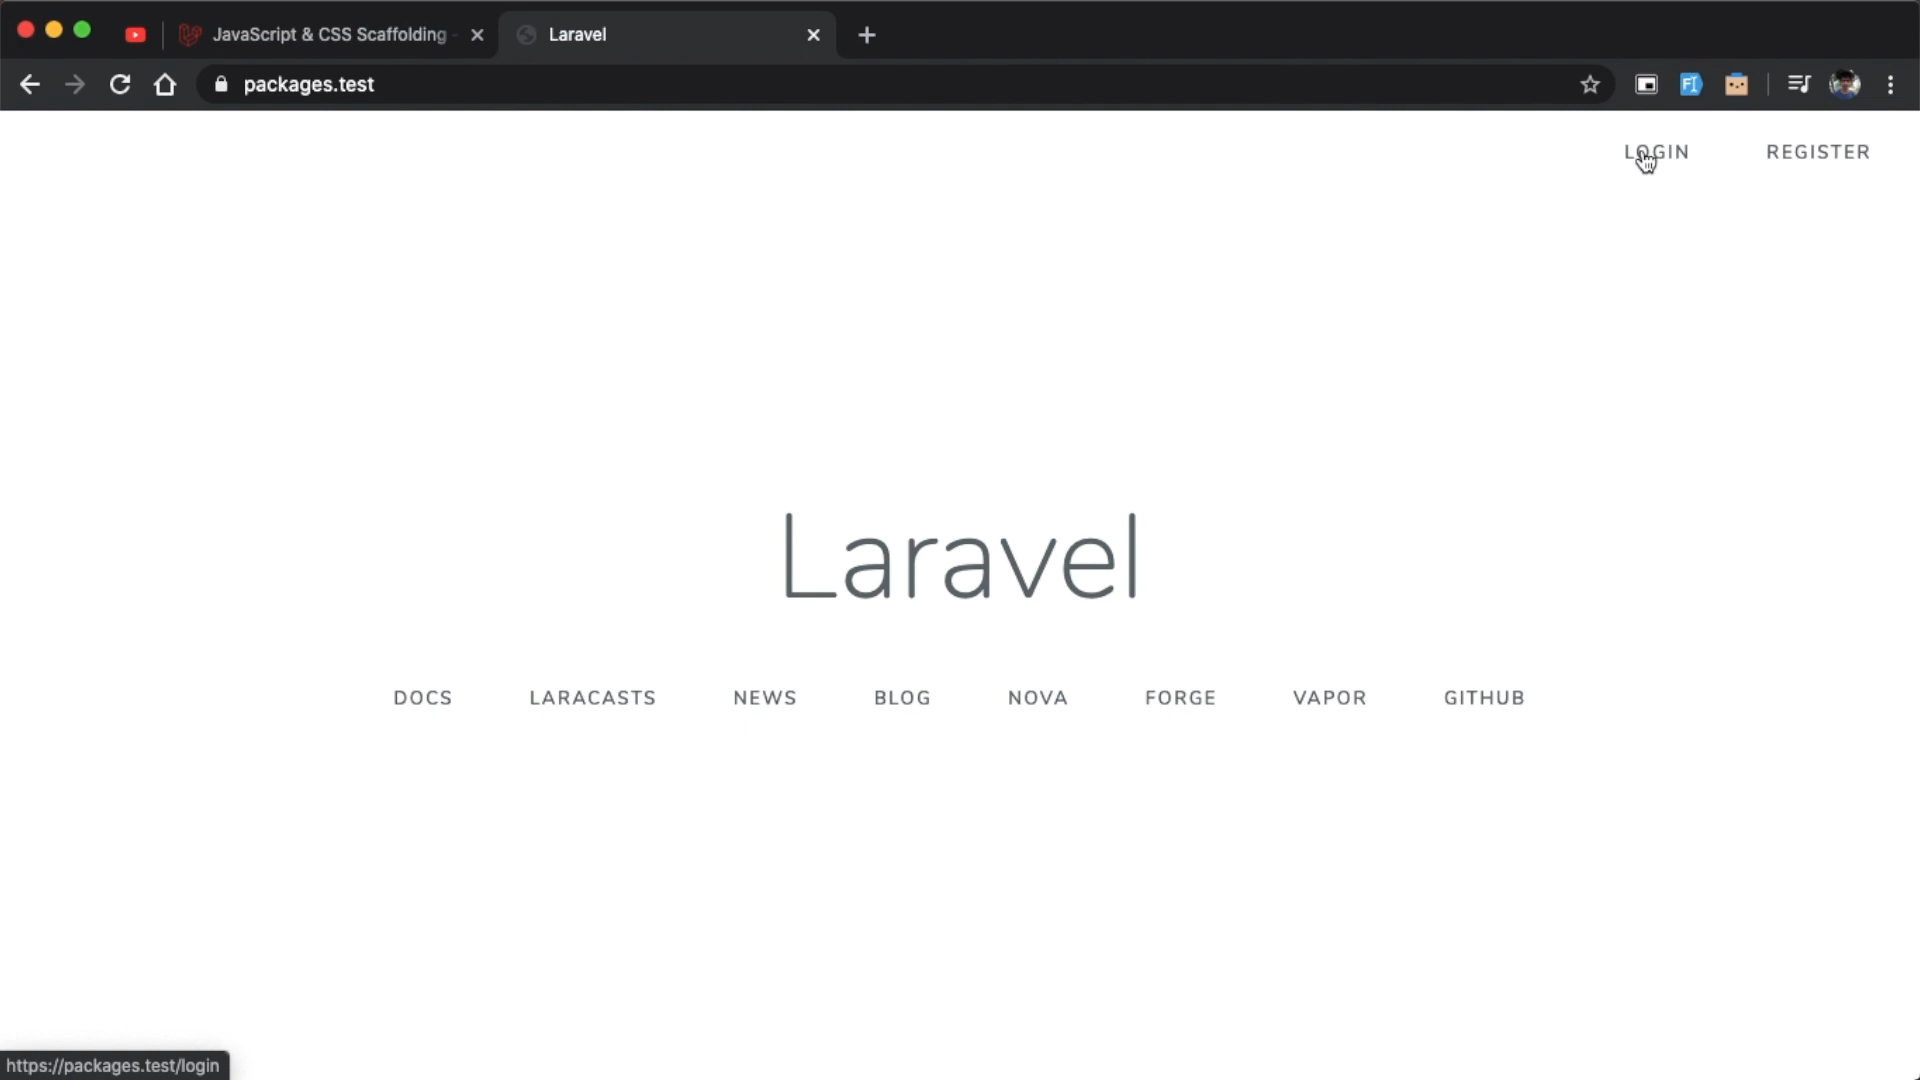 JavaScript & CSS Scaffolding -
Laravel
packages.test
LOGIN
REGISTER
Laravel
DOCS
LARACASTS
NEWS
BLOG
NOVA
FORGE
VAPOR
GITHUB
https://packages.test/login